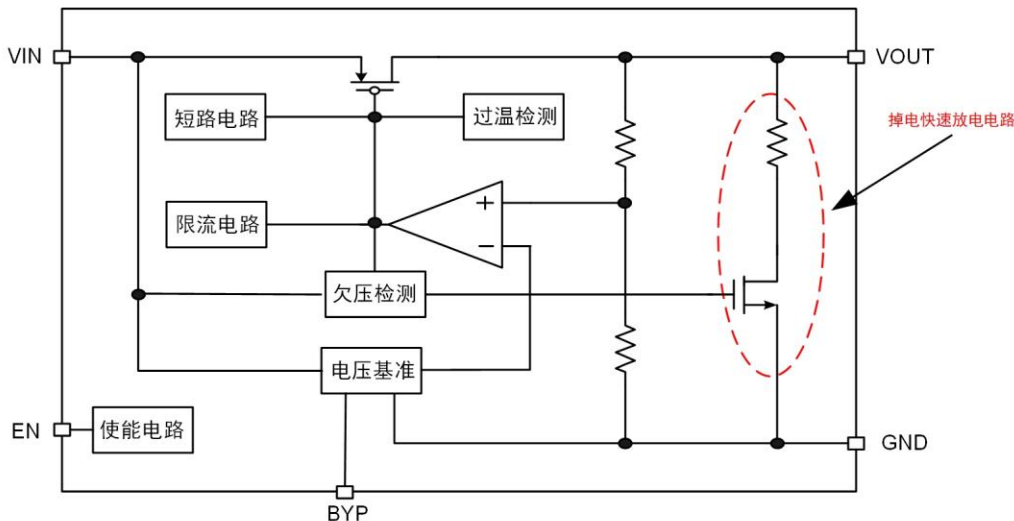 VIN
VOUT
短路电路
过温检测
掉电快速放电电路
限流电路
+
−
欠压检测
电压基准
EN
使能电路
GND
BYP